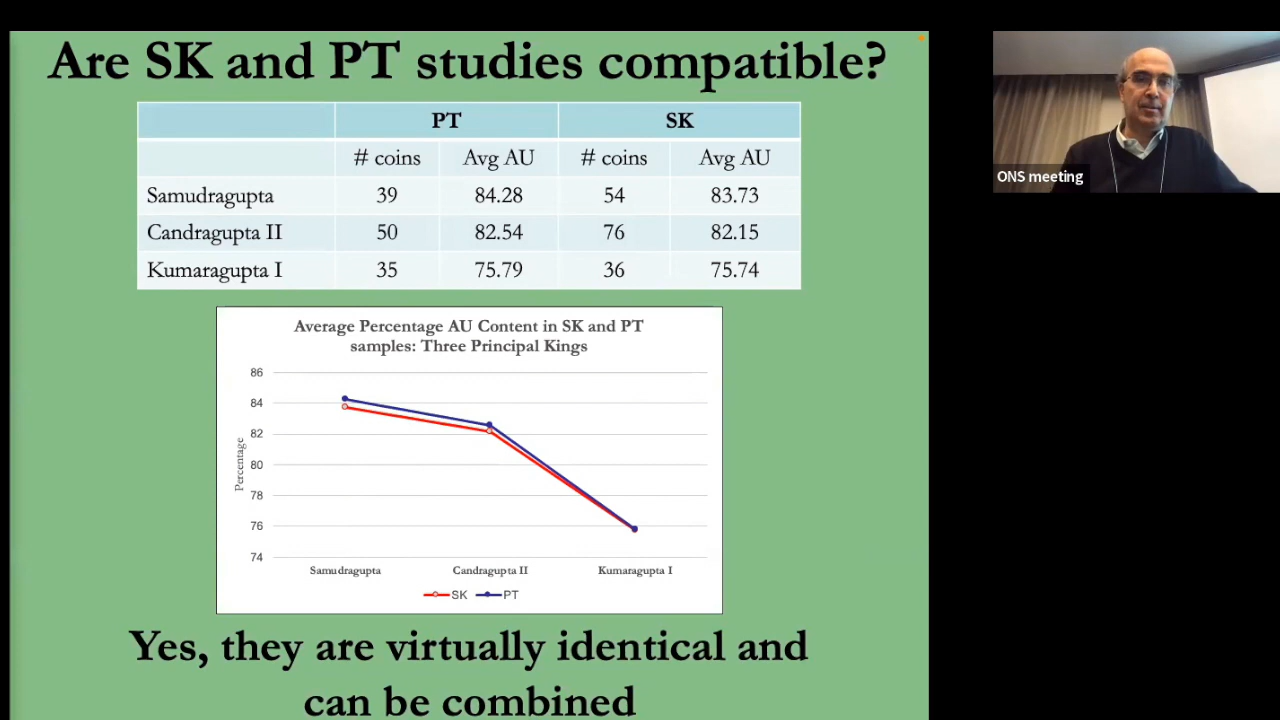 Are SK and PT studies compatible?
PT SK
# coins Avg AU # coins Avg AU
Samudragupta 39 84.28 54 83.73
Candragupta II 50 82.54 76 82.15
Kumaragupta I 35 75.79 36 75.74
Average Percentage AU Content in SK and PT
samples: Three Principal Kings
Percentage
86
84
82
80
78
76
74
Samudragupta Candragupta II Kumaragupta I
SK PT
Yes, they are virtually identical and
can be combined
ONS meeting